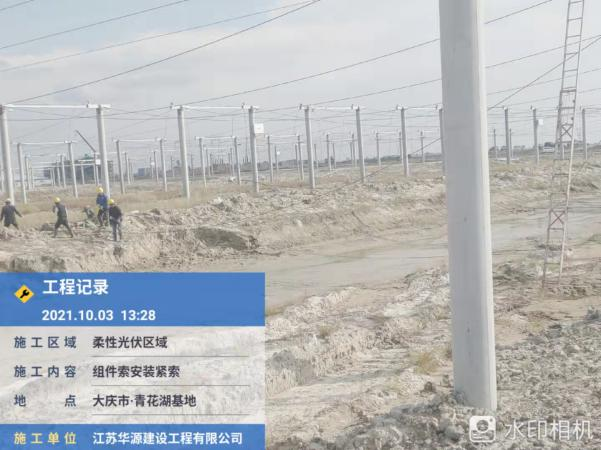 工程记录
2021.10.03 13:28
施工区域 柔性光伏区域
施工内容 组件索安装紧索
地点 大庆市·青花湖基地
施工单位 江苏华源建设工程有限公司
水印相机